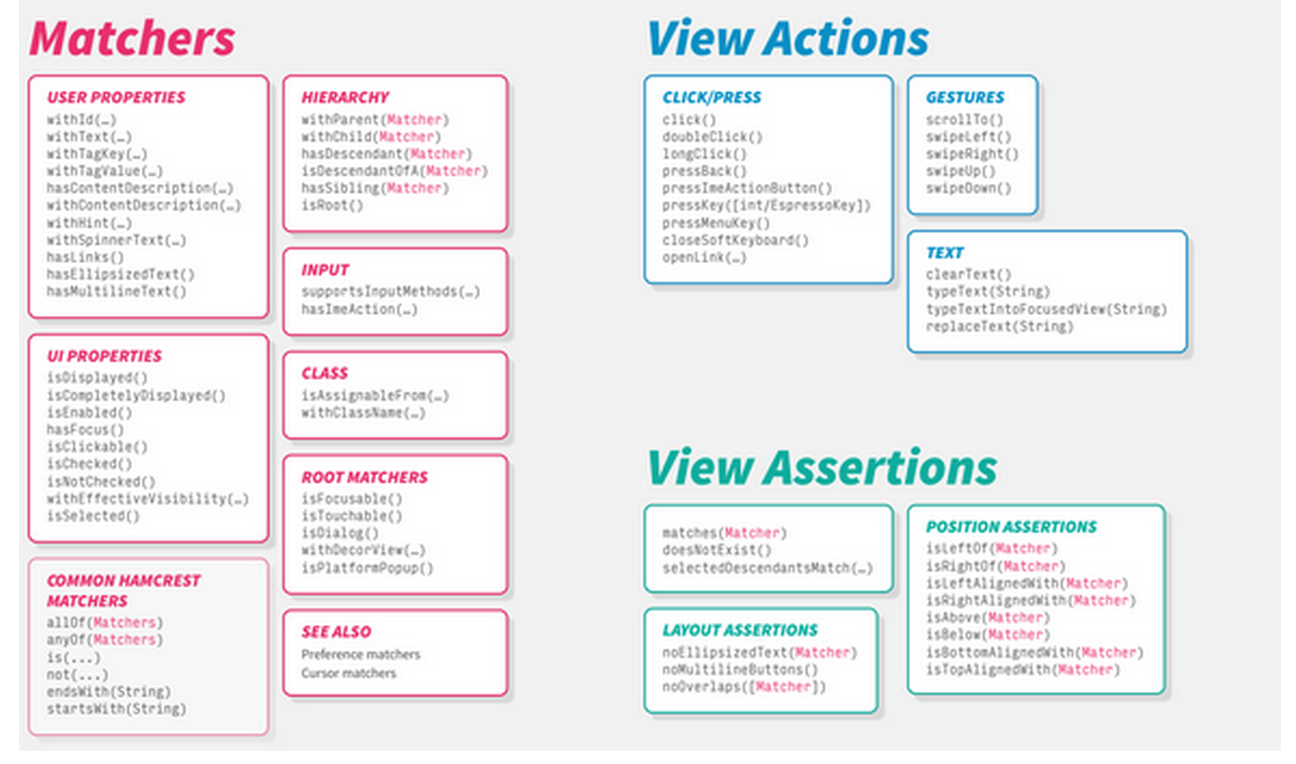 Matchers
USER PROPERTIES
withId(…)
withText(…)
withTagKey(…)
withTagValue(…)
hasContentDescription(…)
withContentDescription(…)
withHint(…)
withSpinnerText(…)
hasLinks()
hasEllipsizedText()
hasMultilineText()
UI PROPERTIES
isDisplayed()
isCompletelyDisplayed()
isEnabled()
hasFocus()
isClickable()
isChecked()
isNotChecked()
withEffectiveVisibility(…)
isSelected()
COMMON HAMCREST
MATCHERS
allOf(Matchers)
anyOf(Matchers)
is(...)
not(...)
endsWith(String)
startsWith(String)
HIERARCHY
withParent(Matcher)
withChild(Matcher)
hasDescendant(Matcher)
isDescendantOfA(Matcher)
hasSibling(Matcher)
isRoot()
INPUT
supportsInputMethods(…)
hasImeAction(…)
CLASS
isAssignableFrom(…)
withClassName(…)
ROOT MATCHERS
isFocusable()
isTouchable()
isDialog()
withDecorView(…)
isPlatformPopup()
SEE ALSO
Preference matchers
Cursor matchers
View Actions
CLICK/PRESS
click()
doubleClick()
longClick()
pressBack()
pressImeActionButton()
pressKey([int/EspressoKey])
pressMenuKey()
closeSoftKeyboard()
openLink(…)
GESTURES
scrollTo()
swipeLeft()
swipeRight()
swipeUp()
swipeDown()
TEXT
clearText()
typeText(String)
typeTextIntoFocusedView(String)
replaceText(String)
View Assertions
matches(Matcher)
doesNotExist()
selectedDescendantsMatch(…)
LAYOUT ASSERTIONS
noEllipsizedText(Matcher)
noMultilineButtons()
noOverlaps([Matcher])
POSITION ASSERTIONS
isLeftOf(Matcher)
isRightOf(Matcher)
isLeftAlignedWith(Matcher)
isRightAlignedWith(Matcher)
isAbove(Matcher)
isBelow(Matcher)
isBottomAlignedWith(Matcher)
isTopAlignedWith(Matcher)